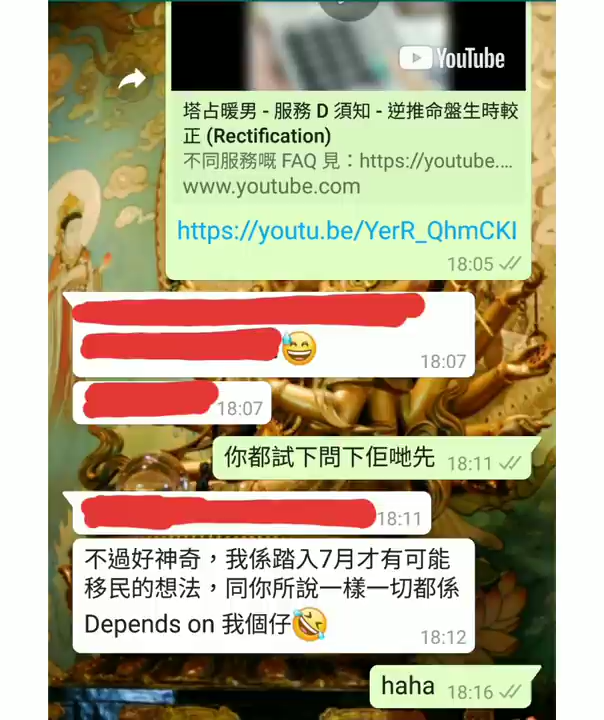 YouTube
塔占暖男 - 服務 D 須知 - 逆推命盤生時較
正 (Rectification)
不同服務嘅 FAQ 見：https://youtube....
www.youtube.com
https://youtu.be/YerR_QhmCKI
18:05
18:07
18:07
你都試下問下佢哋先 18:11
18:11
不過好神奇，我係踏入7月才有可能
移民的想法，同你所說一樣一切都係
Depends on 我個仔🤣
18:12
haha 18:16